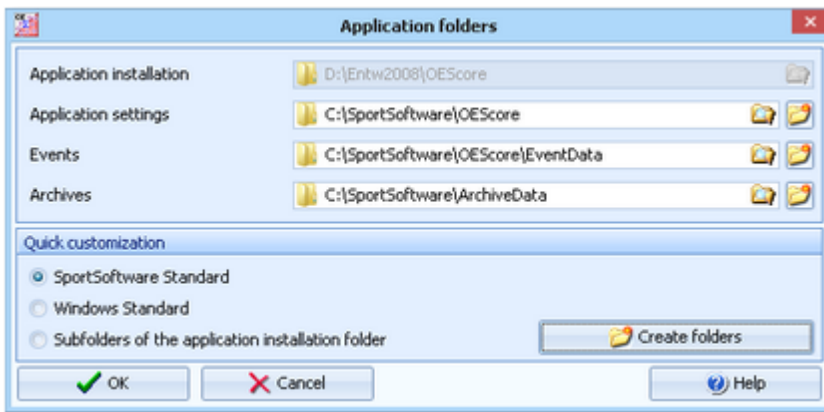 Application folders
Application installation D:\Entw2008\OEScore
Application settings C:\SportSoftware\OEScore
Events C:\SportSoftware\OEScore\EventData
Archives C:\SportSoftware\ArchiveData
Quick customization
SportSoftware Standard
Windows Standard
Subfolders of the application installation folder Create folders
OK Cancel Help